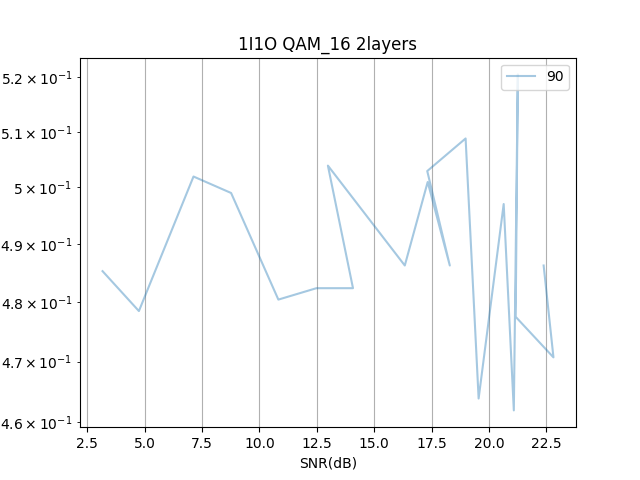 1I1O QAM_16 2layers
90
5.2 × 10⁻¹
5.1 × 10⁻¹
5 × 10⁻¹
4.9 × 10⁻¹
4.8 × 10⁻¹
4.7 × 10⁻¹
4.6 × 10⁻¹
2.5 5.0 7.5 10.0 12.5 15.0 17.5 20.0 22.5
SNR(dB)